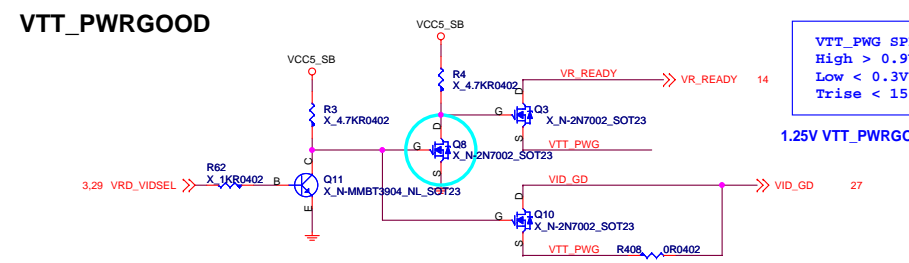 VTT_PWRGOOD
VCC5_SB
VCC5_SB
VTT_PWG SP
High > 0.9V
Low < 0.3V
Trise < 15
1.25V VTT_PWRGO
R4
X_4.7KR0402
R3
X_4.7KR0402
D
G
S
Q3
X_N-2N7002_SOT23
VR_READY
VR_READY 14
VTT_PWG
D
G
S
Q8
X_N-2N7002_SOT23
3,29 VRD_VIDSEL
R62
X_1KR0402
B
C
E
Q11
X_N-MMBT3904_NL_SOT23
VID_GD
VID_GD 27
D
G
S
Q10
X_N-2N7002_SOT23
VTT_PWG
R408
0R0402